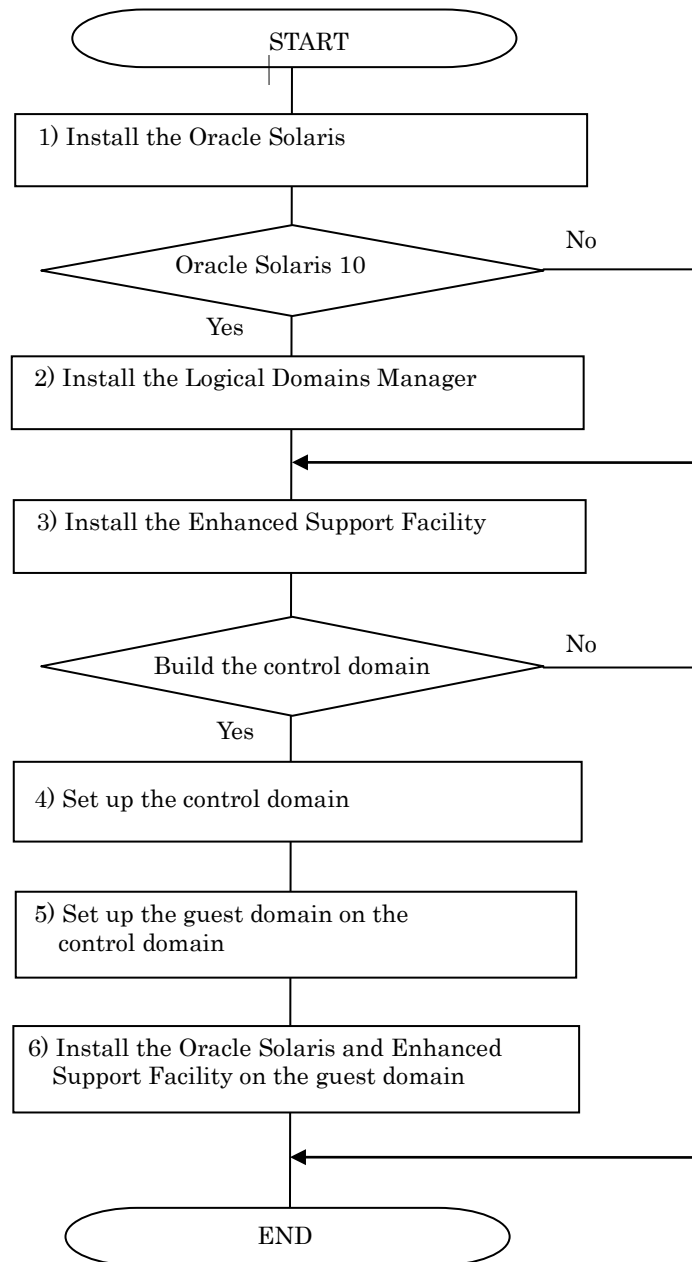 START
1) Install the Oracle Solaris
Oracle Solaris 10
No
Yes
2) Install the Logical Domains Manager
3) Install the Enhanced Support Facility
Build the control domain
No
Yes
4) Set up the control domain
5) Set up the guest domain on the
control domain
6) Install the Oracle Solaris and Enhanced
Support Facility on the guest domain
END